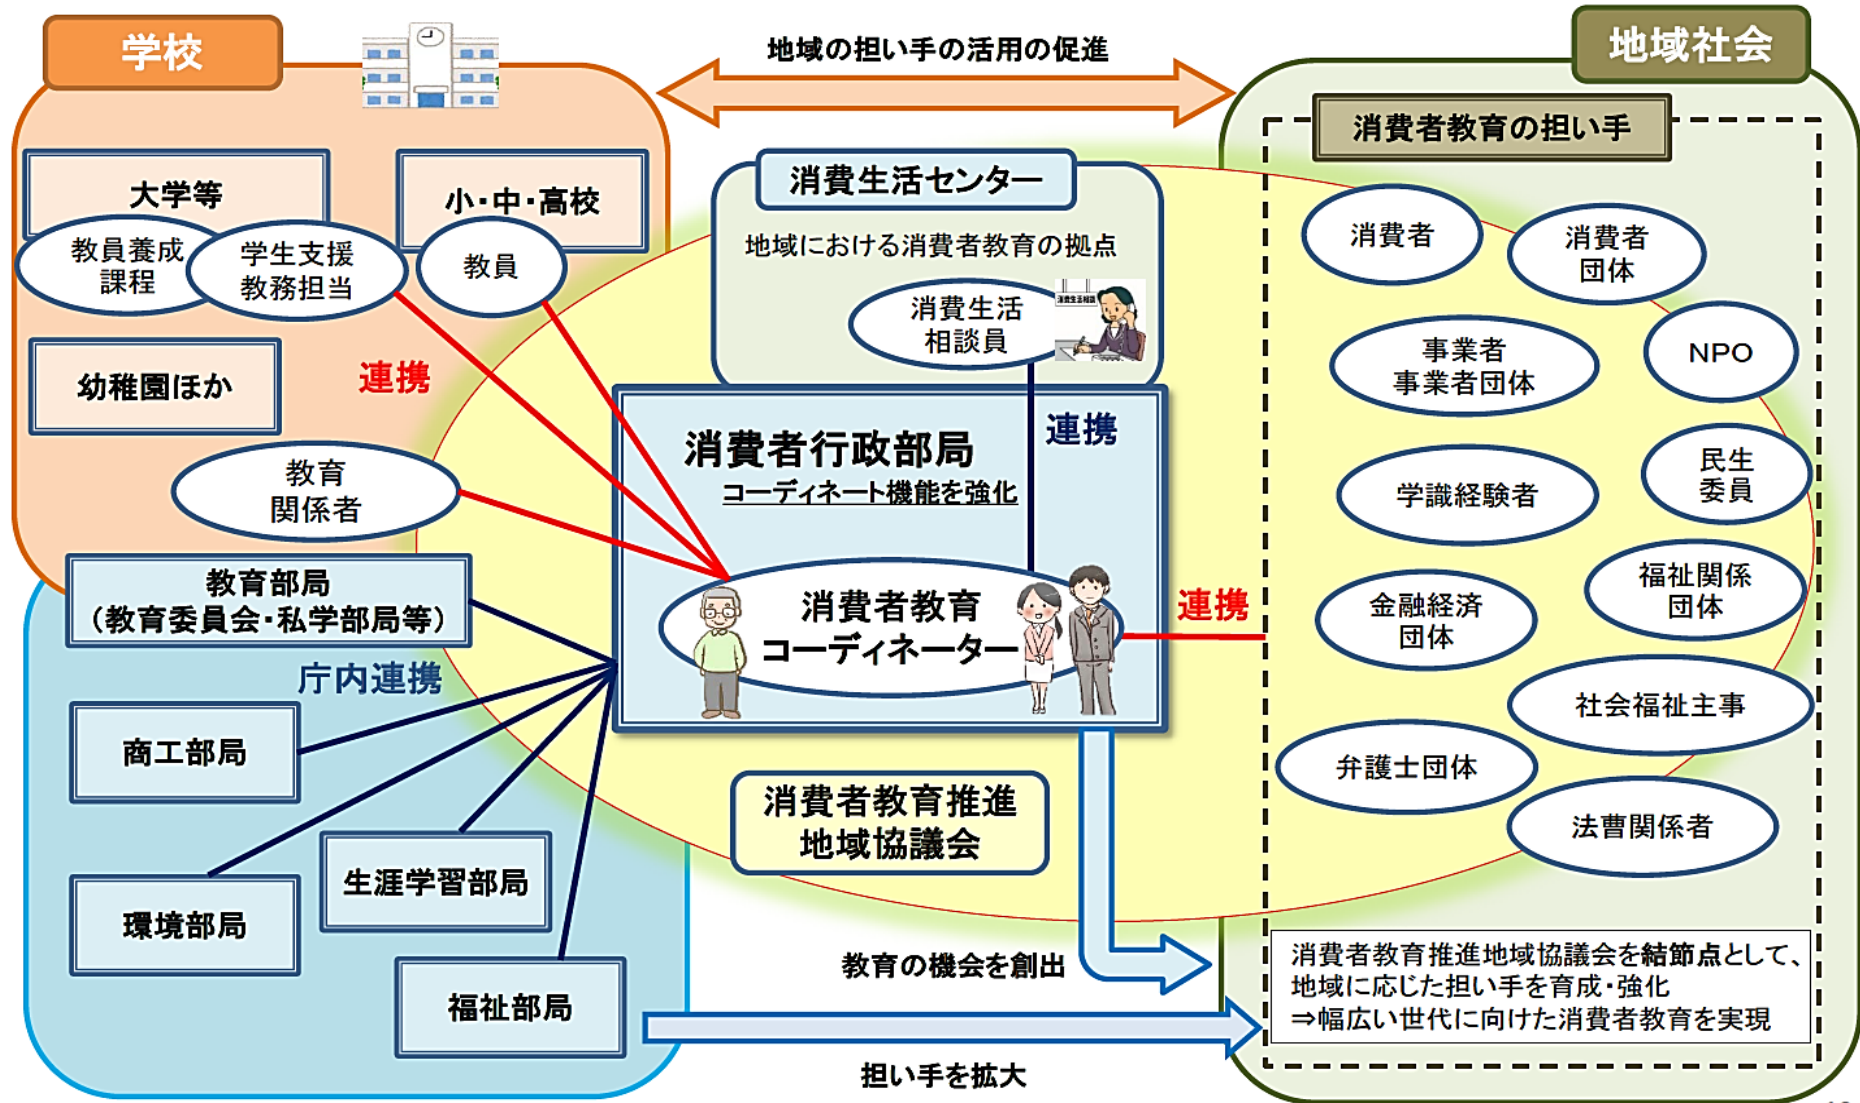 学校
地域の担い手の活用の促進
地域社会
消費者教育の担い手
大学等
教員養成
課程
学生支援
教務担当
小・中・高校
教員
幼稚園ほか
連携
教育
関係者
消費生活センター
地域における消費者教育の拠点
消費生活
相談員
消費生活相談
連携
消費者行政部局
コーディネート機能を強化
消費者教育
コーディネーター
連携
消費者
消費者
団体
事業者
事業者団体
NPO
学識経験者
民生
委員
金融経済
団体
福祉関係
団体
社会福祉主事
弁護士団体
法曹関係者
教育部局
（教育委員会・私学部局等）
庁内連携
商工部局
環境部局
生涯学習部局
福祉部局
消費者教育推進
地域協議会
教育の機会を創出
担い手を拡大
消費者教育推進地域協議会を結節点として、
地域に応じた担い手を育成・強化
⇒幅広い世代に向けた消費者教育を実現